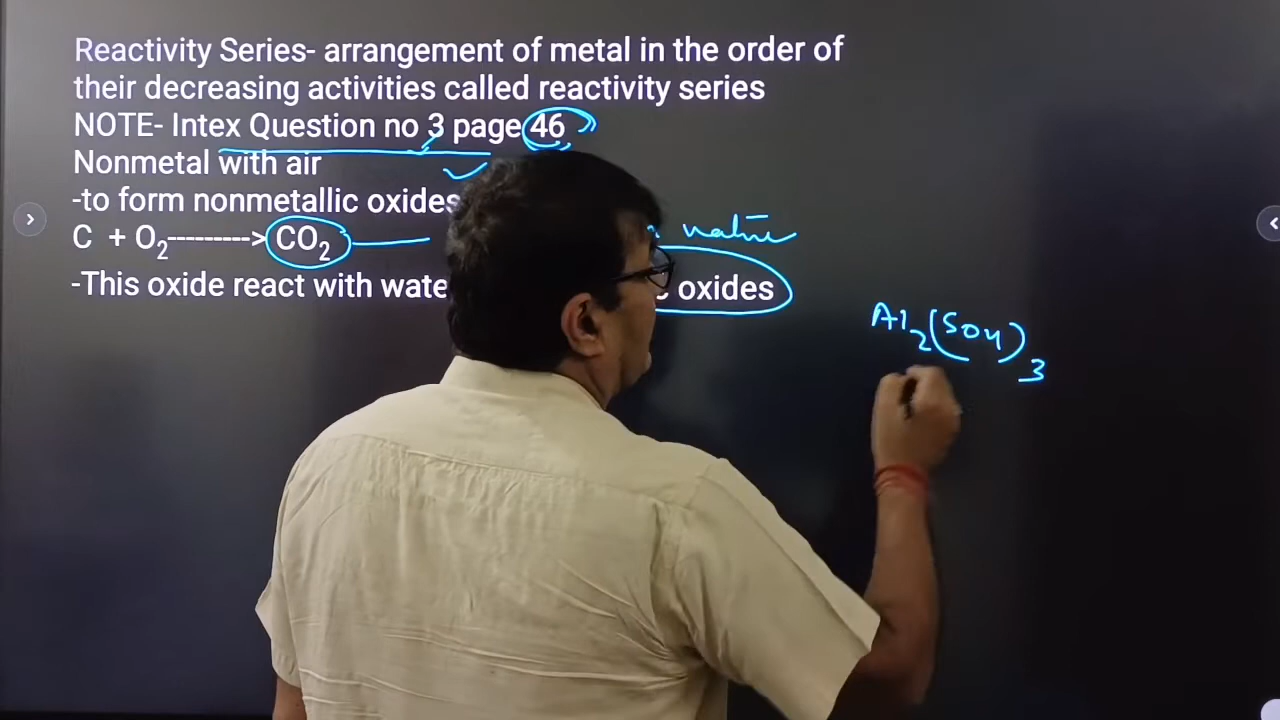 Reactivity Series- arrangement of metal in the order of
their decreasing activities called reactivity series
NOTE- Intex Question no 3 page 46
Nonmetal with air
-to form nonmetallic oxides
C + O₂--------->CO₂ nature
-This oxide react with wate oxides
Al₂(SO₄)₃